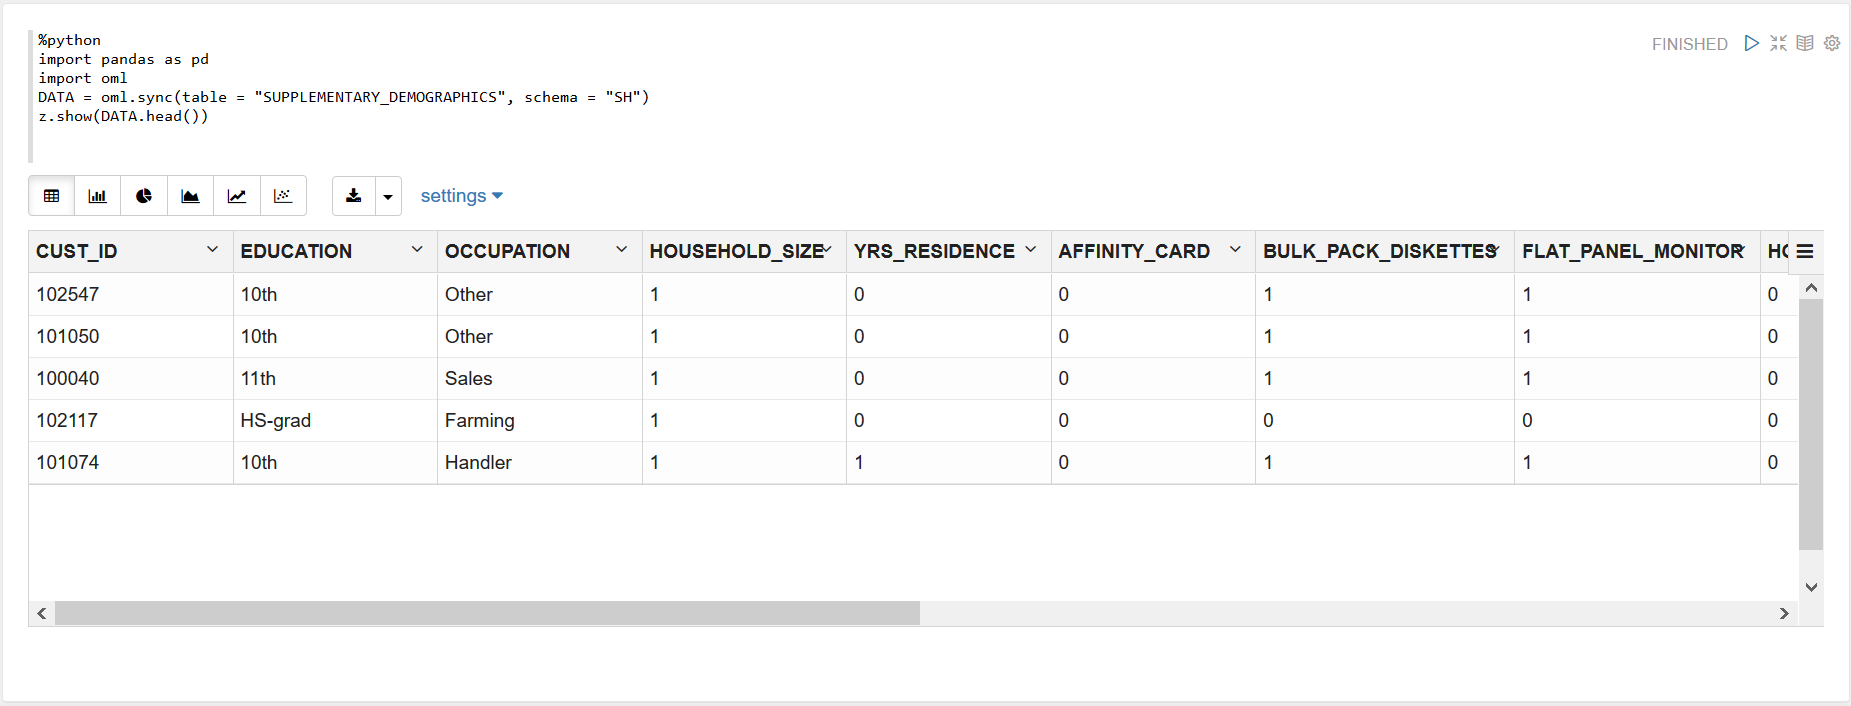 %python
FINISHED
import pandas as pd
import oml
DATA = oml.sync(table = "SUPPLEMENTARY_DEMOGRAPHICS", schema = "SH")
z.show(DATA.head())
settings
CUST_ID EDUCATION OCCUPATION HOUSEHOLD_SIZE YRS_RESIDENCE AFFINITY_CARD BULK_PACK_DISKETTES FLAT_PANEL_MONITOR
102547 10th Other 1 0 0 1 1 0
101050 10th Other 1 0 0 1 1 0
100040 11th Sales 1 0 0 1 1 0
102117 HS-grad Farming 1 0 0 0 0 0
101074 10th Handler 1 1 0 1 1 0